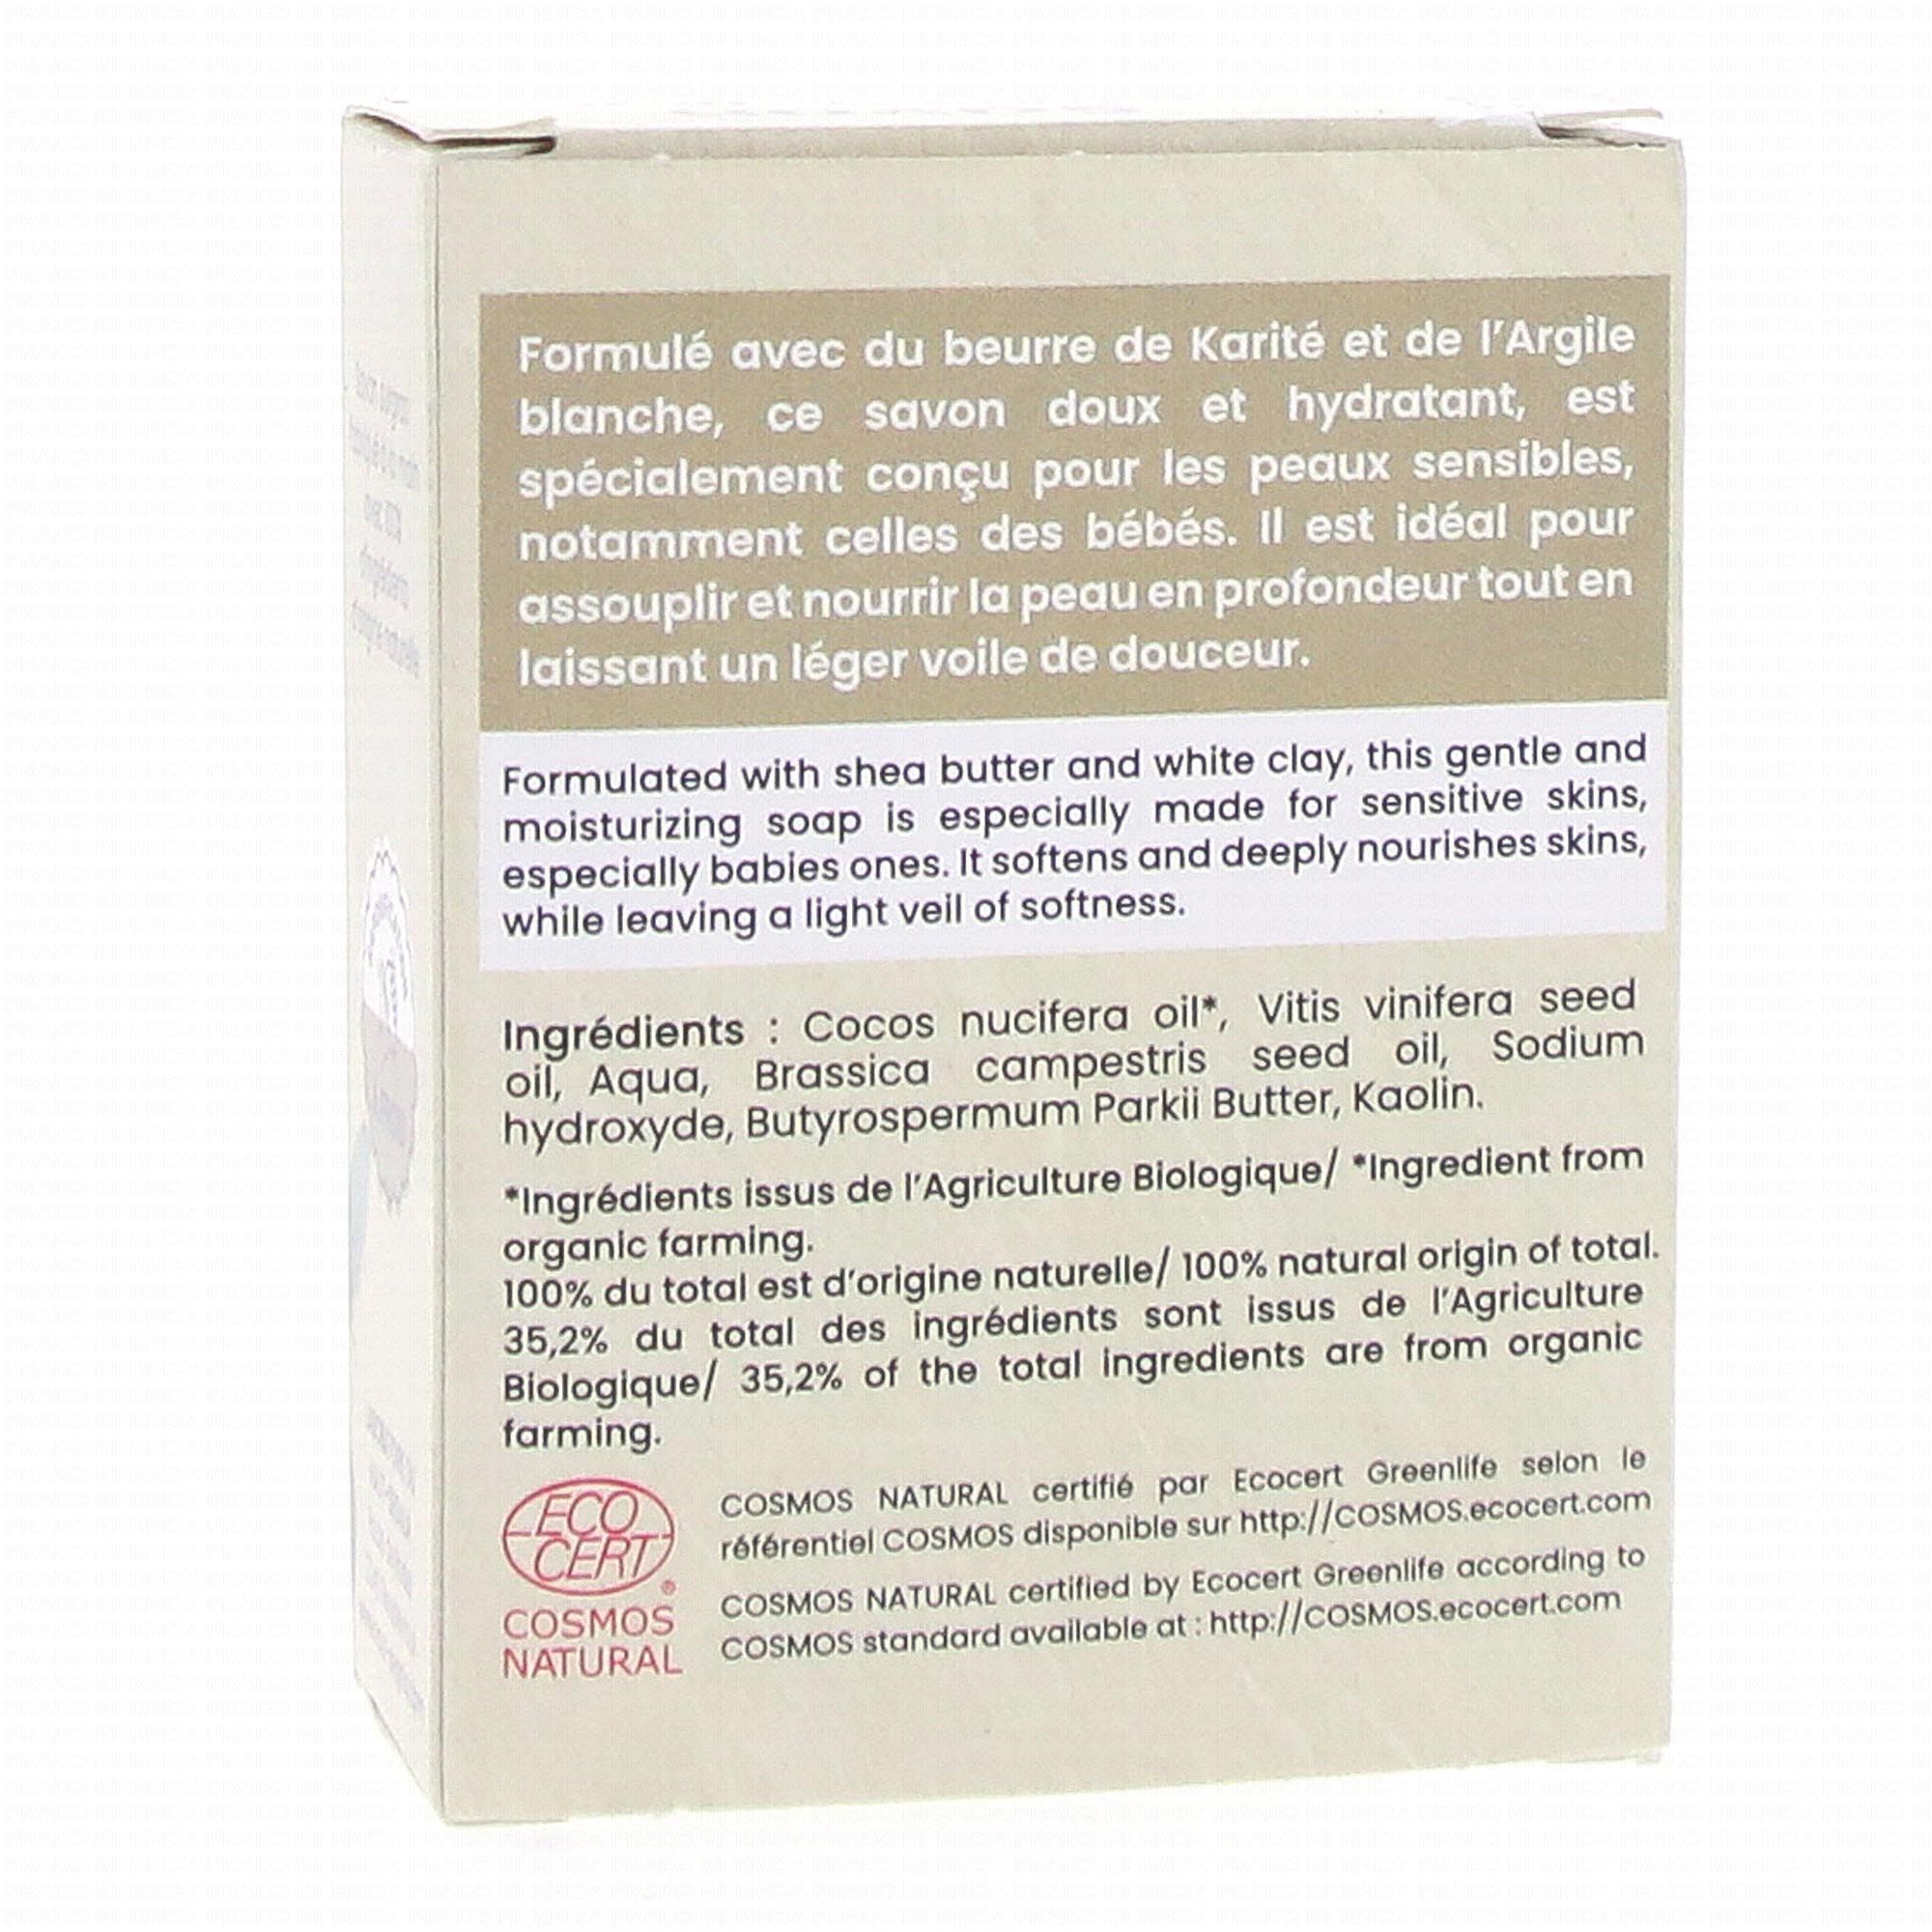 Formulé avec du beurre de Karité et de l'Argile
blanche, ce savon doux et hydratant, est
spécialement conçu pour les peaux sensibles,
notamment celles des bébés. Il est idéal pour
assouplir et nourrir la peau en profondeur tout en
laissant un léger voile de douceur.
Formulated with shea butter and white clay, this gentle and
moisturizing soap is especially made for sensitive skins,
especially babies ones. It softens and deeply nourishes skins,
while leaving a light veil of softness.
Ingrédients : Cocos nucifera oil*, Vitis vinifera seed
oil, Aqua, Brassica campestris seed oil, Sodium
hydroxyde, Butyrospermum Parkii Butter, Kaolin.
*Ingrédients issus de l'Agriculture Biologique/ *Ingredient from
organic farming.
100% du total est d'origine naturelle/ 100% natural origin of total.
35,2% du total des ingrédients sont issus de l'Agriculture
Biologique/ 35,2% of the total ingredients are from organic
farming.
ECO
CERT®
COSMOS
NATURAL
COSMOS NATURAL certifié par Ecocert Greenlife selon le
référentiel COSMOS disponible sur http://COSMOS.ecocert.com
COSMOS NATURAL certified by Ecocert Greenlife according to
COSMOS standard available at : http://COSMOS.ecocert.com